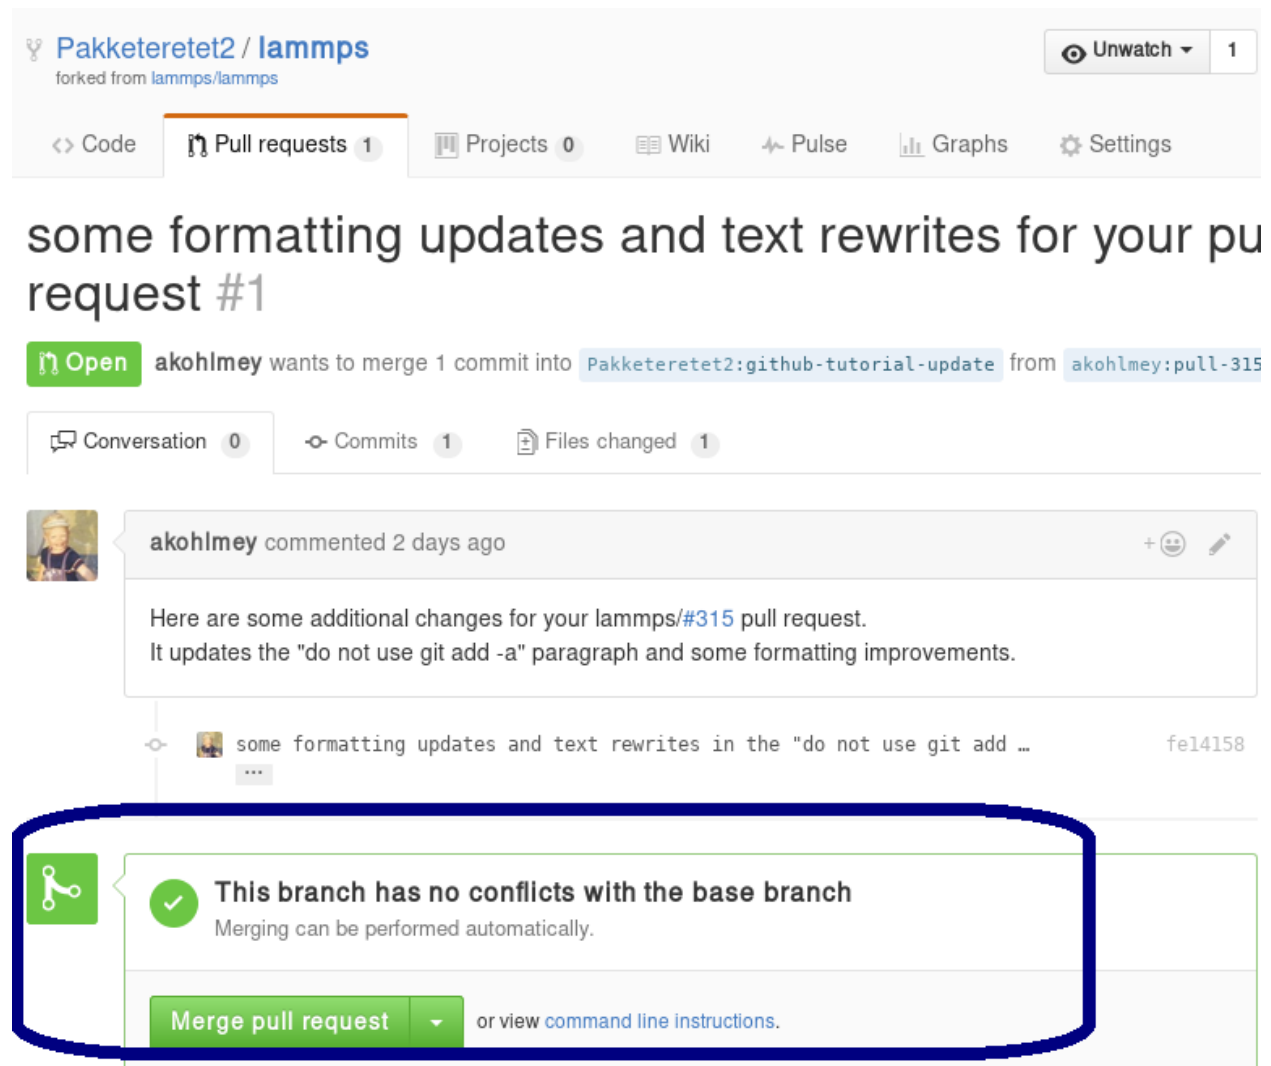 Pakketeretet2 / lammps
forked from lammps/lammps
Unwatch 1
Code Pull requests 1 Projects 0 Wiki Pulse Graphs Settings
some formatting updates and text rewrites for your pu
request #1
Open akohlmey wants to merge 1 commit into Pakketeretet2:github-tutorial-update from akohlmey:pull-315
Conversation 0 Commits 1 Files changed 1
akohlmey commented 2 days ago
Here are some additional changes for your lammps/#315 pull request.
It updates the "do not use git add -a" paragraph and some formatting improvements.
some formatting updates and text rewrites in the "do not use git add … fe14158
...
This branch has no conflicts with the base branch
Merging can be performed automatically.
Merge pull request or view command line instructions.